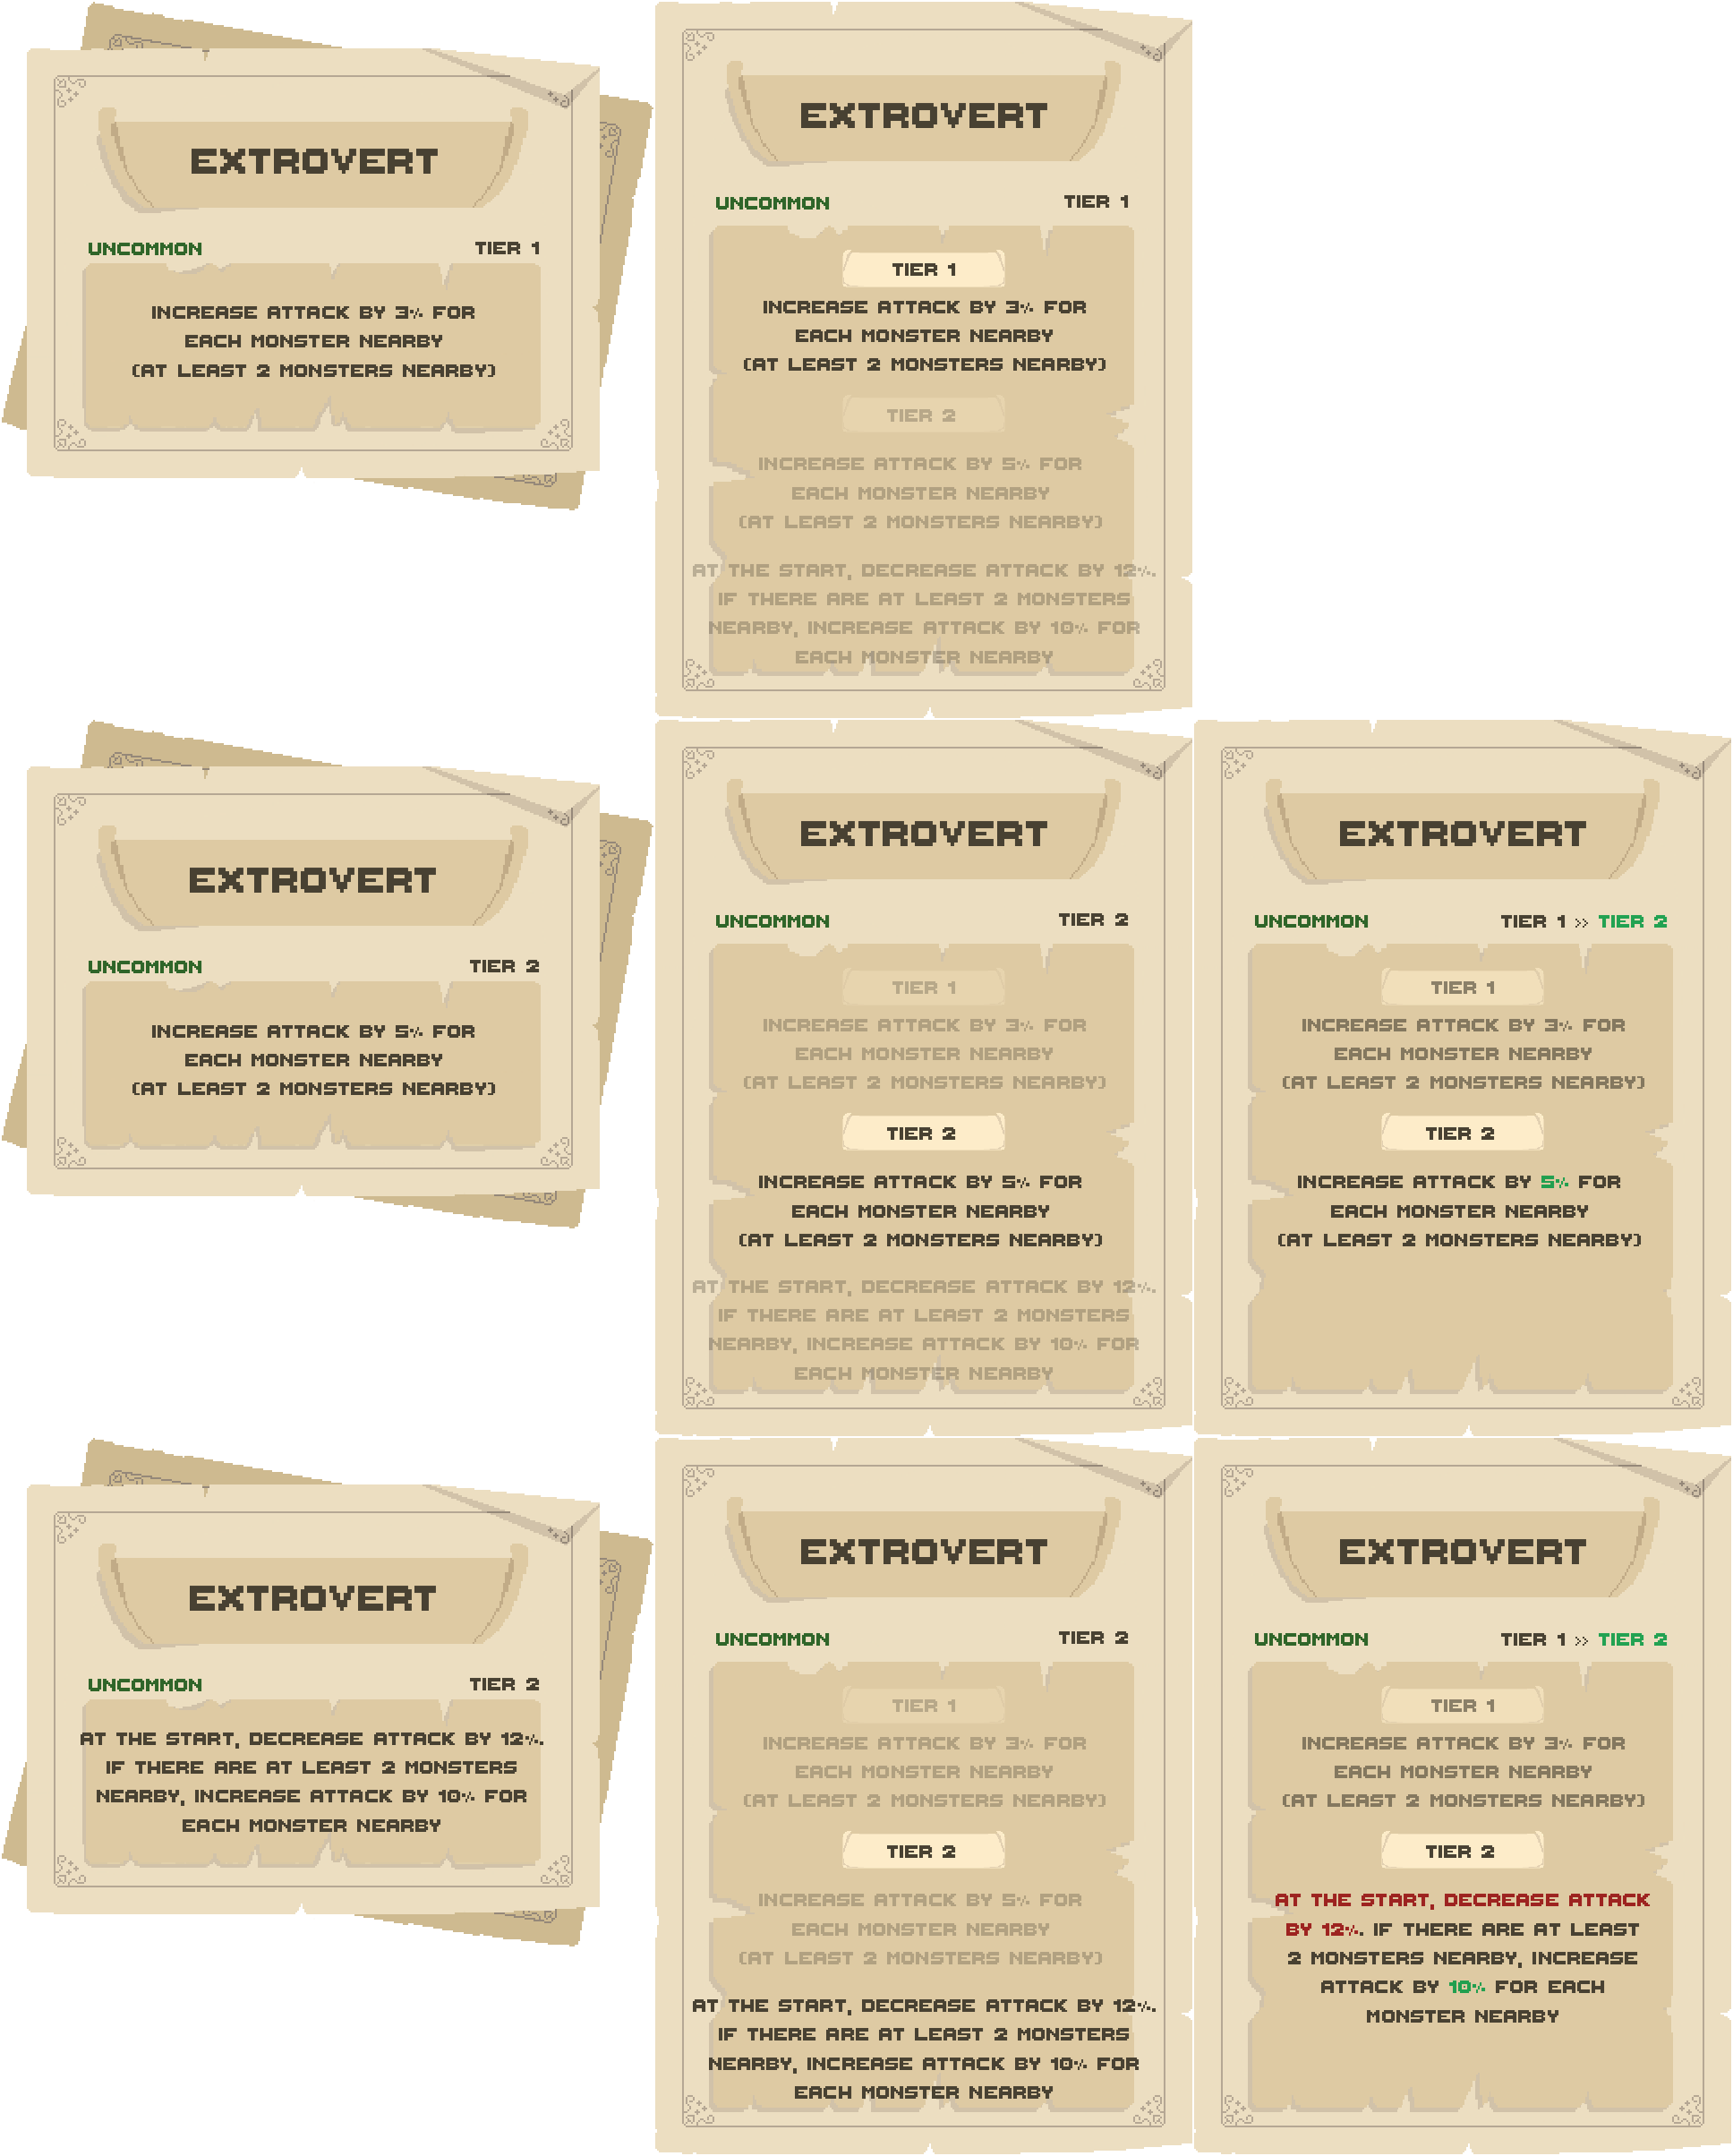 EXTROVERT
UNCOMMON TIER 1
INCREASE ATTACK BY 3% FOR
EACH MONSTER NEARBY
(AT LEAST 2 MONSTERS NEARBY)
EXTROVERT
UNCOMMON TIER 1
TIER 1
INCREASE ATTACK BY 3% FOR
EACH MONSTER NEARBY
(AT LEAST 2 MONSTERS NEARBY)
TIER 2
INCREASE ATTACK BY 5% FOR
EACH MONSTER NEARBY
(AT LEAST 2 MONSTERS NEARBY)
AT THE START, DECREASE ATTACK BY 12%.
IF THERE ARE AT LEAST 2 MONSTERS
NEARBY, INCREASE ATTACK BY 10% FOR
EACH MONSTER NEARBY
EXTROVERT
UNCOMMON TIER 2
INCREASE ATTACK BY 5% FOR
EACH MONSTER NEARBY
(AT LEAST 2 MONSTERS NEARBY)
EXTROVERT
UNCOMMON TIER 2
TIER 1
INCREASE ATTACK BY 3% FOR
EACH MONSTER NEARBY
(AT LEAST 2 MONSTERS NEARBY)
TIER 2
INCREASE ATTACK BY 5% FOR
EACH MONSTER NEARBY
(AT LEAST 2 MONSTERS NEARBY)
AT THE START, DECREASE ATTACK BY 12%.
IF THERE ARE AT LEAST 2 MONSTERS
NEARBY, INCREASE ATTACK BY 10% FOR
EACH MONSTER NEARBY
EXTROVERT
UNCOMMON TIER 1 >> TIER 2
TIER 1
INCREASE ATTACK BY 3% FOR
EACH MONSTER NEARBY
(AT LEAST 2 MONSTERS NEARBY)
TIER 2
INCREASE ATTACK BY 5% FOR
EACH MONSTER NEARBY
(AT LEAST 2 MONSTERS NEARBY)
EXTROVERT
UNCOMMON TIER 2
AT THE START, DECREASE ATTACK BY 12%.
IF THERE ARE AT LEAST 2 MONSTERS
NEARBY, INCREASE ATTACK BY 10% FOR
EACH MONSTER NEARBY
EXTROVERT
UNCOMMON TIER 2
TIER 1
INCREASE ATTACK BY 3% FOR
EACH MONSTER NEARBY
(AT LEAST 2 MONSTERS NEARBY)
TIER 2
INCREASE ATTACK BY 5% FOR
EACH MONSTER NEARBY
(AT LEAST 2 MONSTERS NEARBY)
AT THE START, DECREASE ATTACK BY 12%.
IF THERE ARE AT LEAST 2 MONSTERS
NEARBY, INCREASE ATTACK BY 10% FOR
EACH MONSTER NEARBY
EXTROVERT
UNCOMMON TIER 1 >> TIER 2
TIER 1
INCREASE ATTACK BY 3% FOR
EACH MONSTER NEARBY
(AT LEAST 2 MONSTERS NEARBY)
TIER 2
AT THE START, DECREASE ATTACK
BY 12%. IF THERE ARE AT LEAST
2 MONSTERS NEARBY, INCREASE
ATTACK BY 10% FOR EACH
MONSTER NEARBY